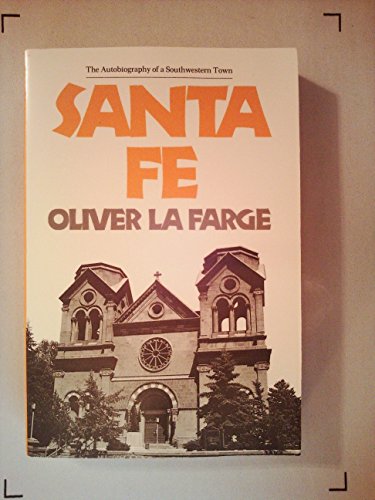 The Autobiography of a Southwestern Town
SANTA
FE
OLIVER LA FARGE